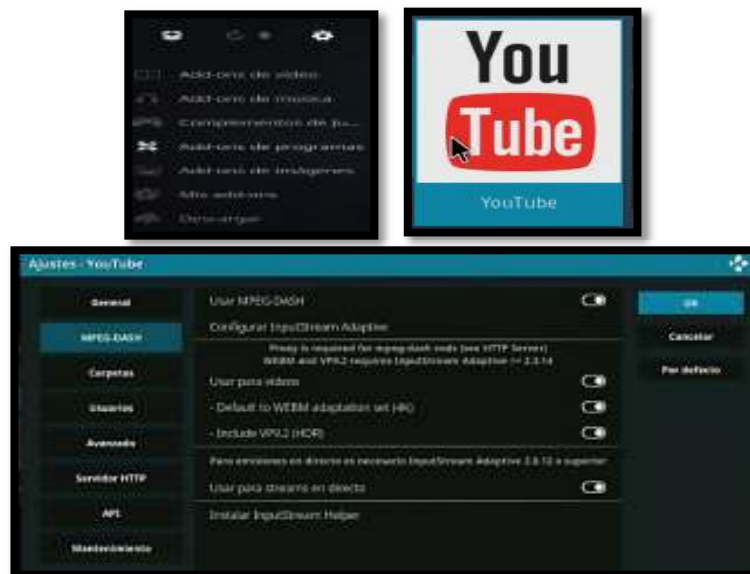 Add-ons de vídeo
Add-ons de música
Complementos de ju...
Add-ons de programas
Add-ons de imágenes
Mis add-ons
Descargar
You
Tube
YouTube
Ajustes - YouTube
General
MPEG-DASH
Carpetas
Usuarios
Avanzado
Servidor HTTP
API
Mantenimiento
Usar MPEG-DASH
Configurar InputStream Adaptive
Proxy is required for mpeg-dash vods (see HTTP Server)
WEBM and VP9.2 requires InputStream Adaptive >= 2.3.14
Usar para videos
- Default to WEBM adaptation set (4K)
- Include VP9.2 (HDR)
Para emisiones en directo es necesario InputStream Adaptive 2.0.12 o superior
Usar para streams en directo
Instalar InputStream Helper
OK
Cancelar
Por defecto